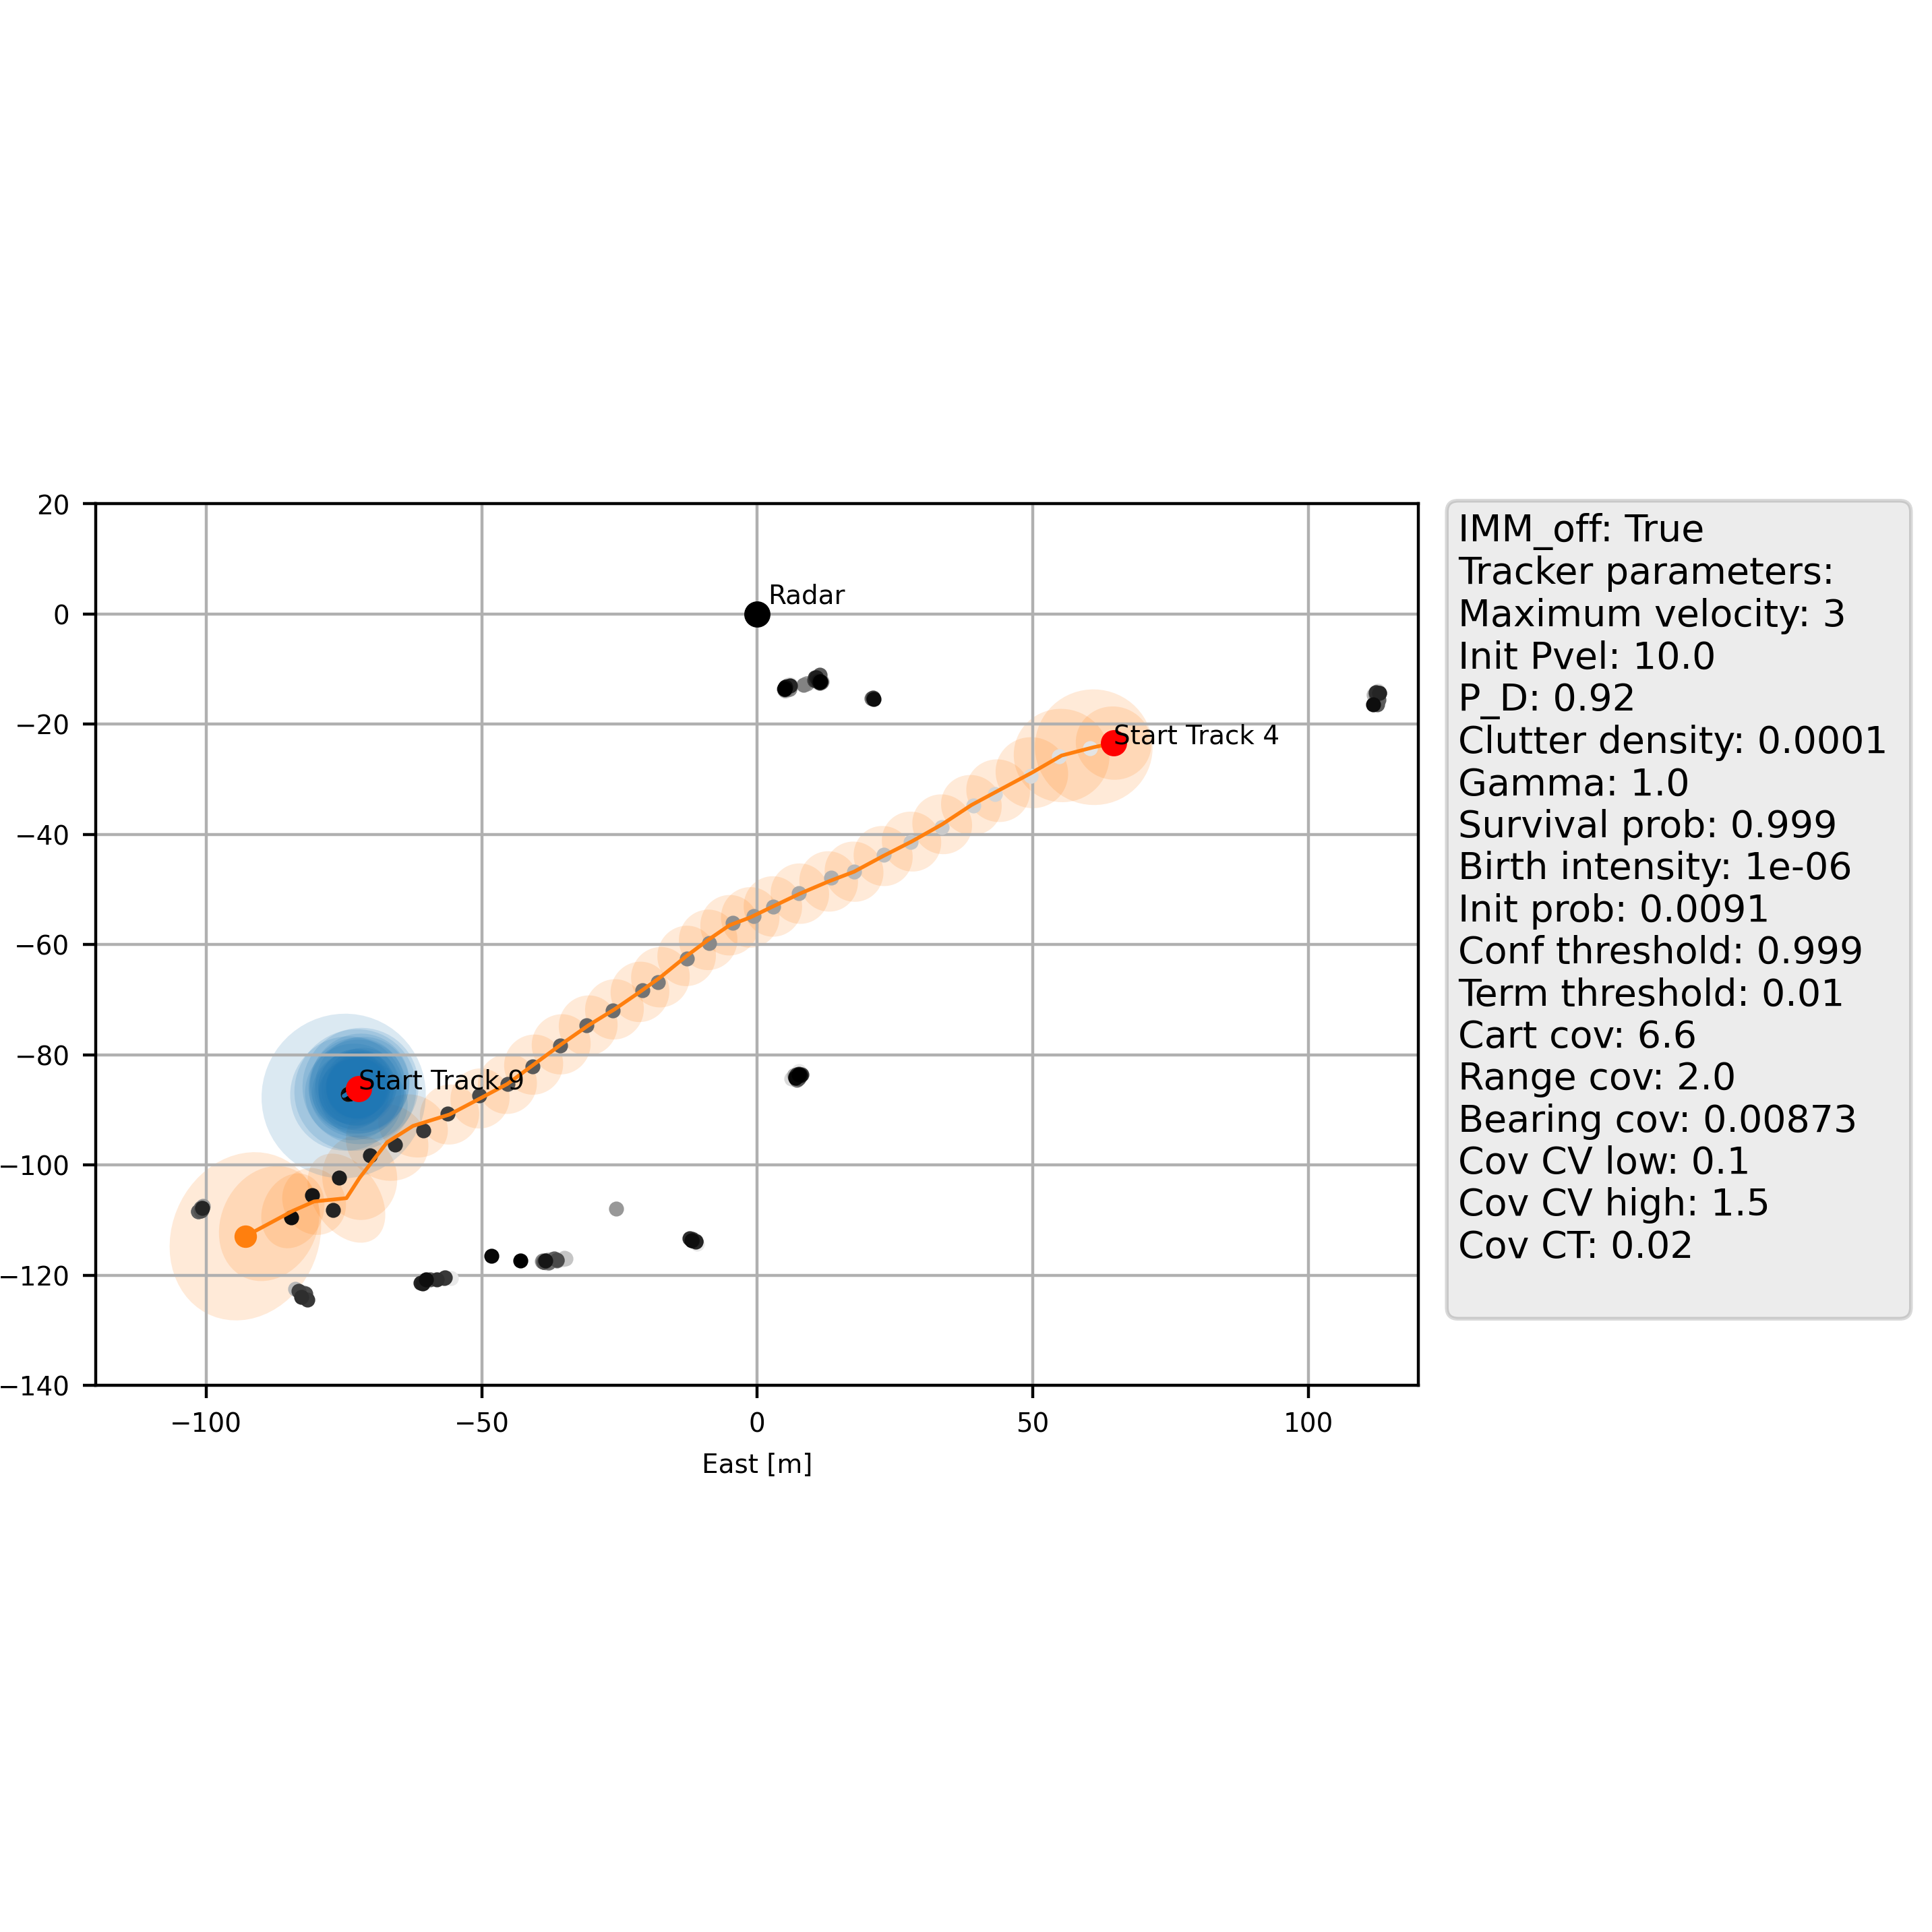 20
0
−20
−40
−60
−80
−100
−120
−140
−100
−50
0
50
100
East [m]
Radar
Start Track 4
Start Track 9
IMM_off: True
Tracker parameters:
Maximum velocity: 3
Init Pvel: 10.0
P_D: 0.92
Clutter density: 0.0001
Gamma: 1.0
Survival prob: 0.999
Birth intensity: 1e-06
Init prob: 0.0091
Conf threshold: 0.999
Term threshold: 0.01
Cart cov: 6.6
Range cov: 2.0
Bearing cov: 0.00873
Cov CV low: 0.1
Cov CV high: 1.5
Cov CT: 0.02